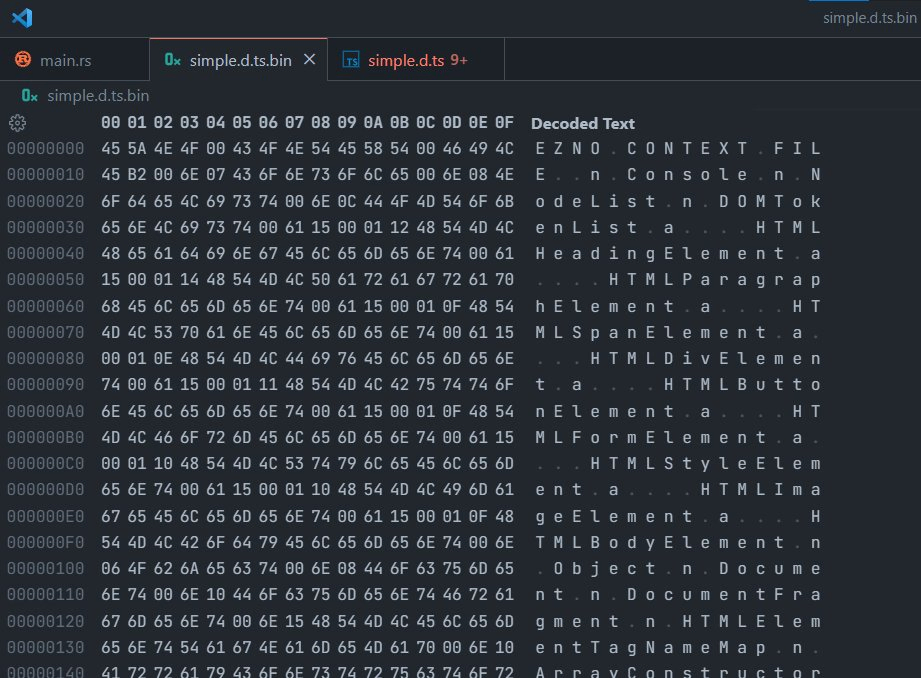 simple.d.ts.bin
main.rs
simple.d.ts.bin
simple.d.ts 9+
simple.d.ts.bin
00 01 02 03 04 05 06 07 08 09 0A 0B 0C 0D 0E 0F Decoded Text
00000000 45 5A 4E 4F 00 43 4F 4E 54 45 58 54 00 46 49 4C E Z N O . C O N T E X T . F I L
00000010 45 B2 00 6E 07 43 6F 6E 73 6F 6C 65 00 6E 08 4E E . . n . C o n s o l e . n . N
00000020 6F 64 65 4C 69 73 74 00 6E 0C 44 4F 4D 54 6F 6B o d e L i s t . n . D O M T o k
00000030 65 6E 4C 69 73 74 00 61 15 00 01 12 48 54 4D 4C e n L i s t . a . . . . H T M L
00000040 48 65 61 64 69 6E 67 45 6C 65 6D 65 6E 74 00 61 H e a d i n g E l e m e n t . a
00000050 15 00 01 14 48 54 4D 4C 50 61 72 61 67 72 61 70 . . . . H T M L P a r a g r a p
00000060 68 45 6C 65 6D 65 6E 74 00 61 15 00 01 0F 48 54 h E l e m e n t . a . . . . H T
00000070 4D 4C 53 70 61 6E 45 6C 65 6D 65 6E 74 00 61 15 M L S p a n E l e m e n t . a .
00000080 00 01 0E 48 54 4D 4C 44 69 76 45 6C 65 6D 65 6E . . . H T M L D i v E l e m e n
00000090 74 00 61 15 00 01 11 48 54 4D 4C 42 75 74 74 6F t . a . . . . H T M L B u t t o
000000A0 6E 45 6C 65 6D 65 6E 74 00 61 15 00 01 0F 48 54 n E l e m e n t . a . . . . H T
000000B0 4D 4C 46 6F 72 6D 45 6C 65 6D 65 6E 74 00 61 15 M L F o r m E l e m e n t . a .
000000C0 00 01 10 48 54 4D 4C 53 74 79 6C 65 45 6C 65 6D . . . H T M L S t y l e E l e m
000000D0 65 6E 74 00 61 15 00 01 10 48 54 4D 4C 49 6D 61 e n t . a . . . . H T M L I m a
000000E0 67 65 45 6C 65 6D 65 6E 74 00 61 15 00 01 0F 48 g e E l e m e n t . a . . . . H
000000F0 54 4D 4C 42 6F 64 79 45 6C 65 6D 65 6E 74 00 6E T M L B o d y E l e m e n t . n
00000100 06 4F 62 6A 65 63 74 00 6E 08 44 6F 63 75 6D 65 . O b j e c t . n . D o c u m e
00000110 6E 74 00 6E 10 44 6F 63 75 6D 65 6E 74 46 72 61 n t . n . D o c u m e n t F r a
00000120 67 6D 65 6E 74 00 6E 15 48 54 4D 4C 45 6C 65 6D g m e n t . n . H T M L E l e m
00000130 65 6E 74 54 61 67 4E 61 6D 65 4D 61 70 00 6E 10 e n t T a g N a m e M a p . n .
00000140 41 72 72 61 79 43 6F 6E 73 74 72 75 63 74 6F 72 A r r a y C o n s t r u c t o r